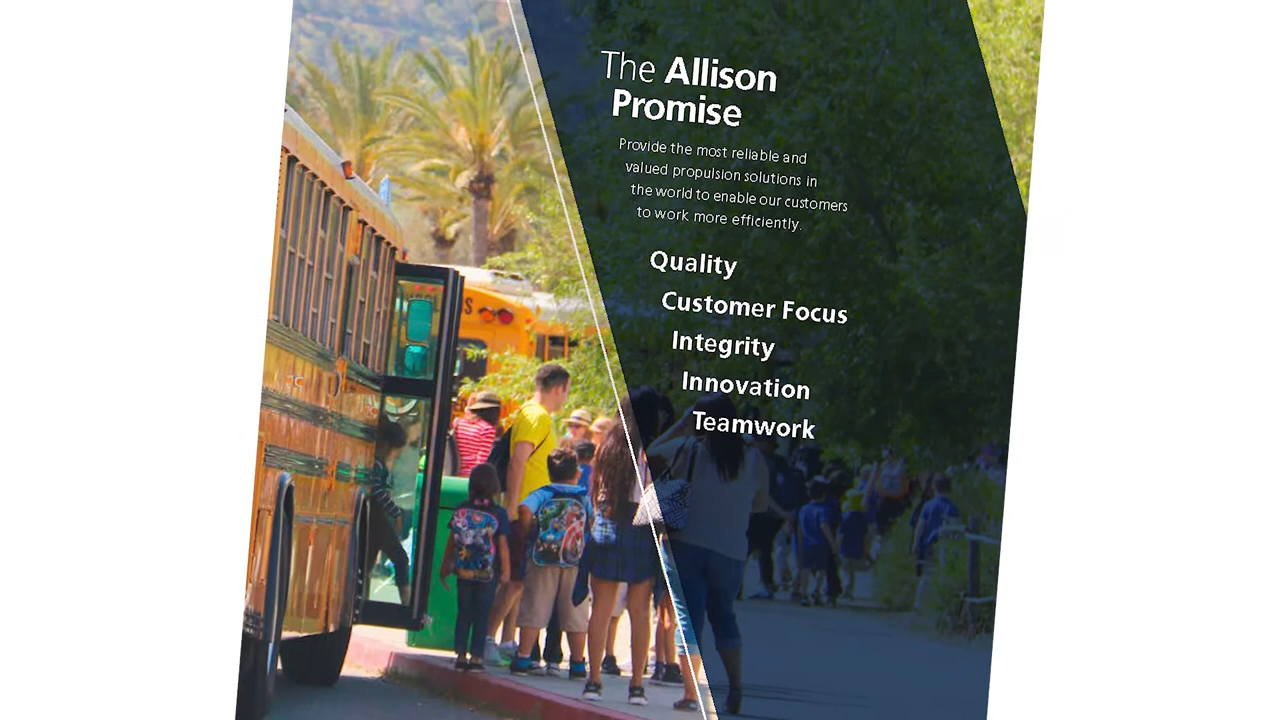 The Allison
Promise
Provide the most reliable and
valued propulsion solutions in
the world to enable our customers
to work more efficiently.
Quality
Customer Focus
Integrity
Innovation
Teamwork